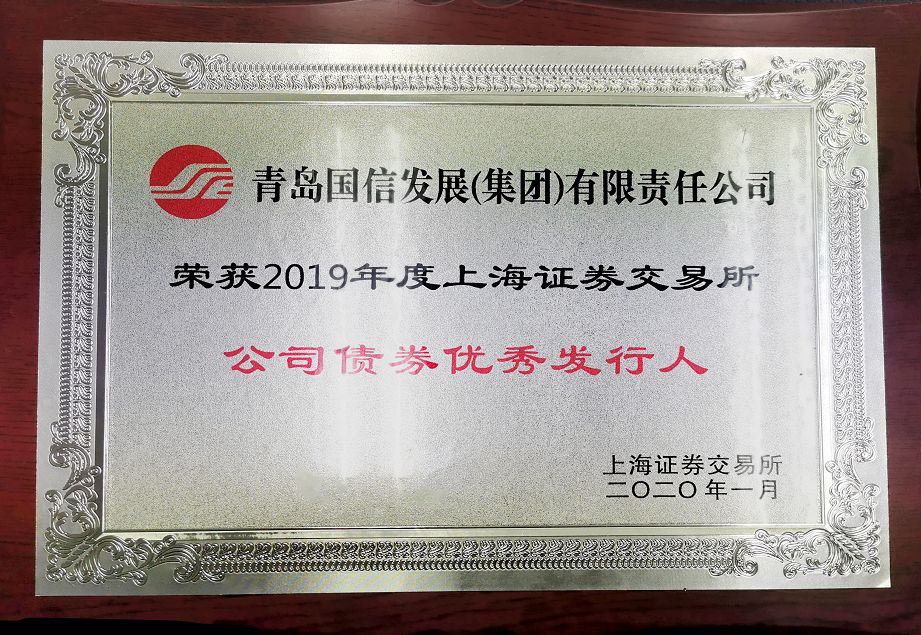 青岛国信发展(集团)有限责任公司
荣获2019年度上海证券交易所
公司债券优秀发行人
上海证券交易所
二〇二〇年一月